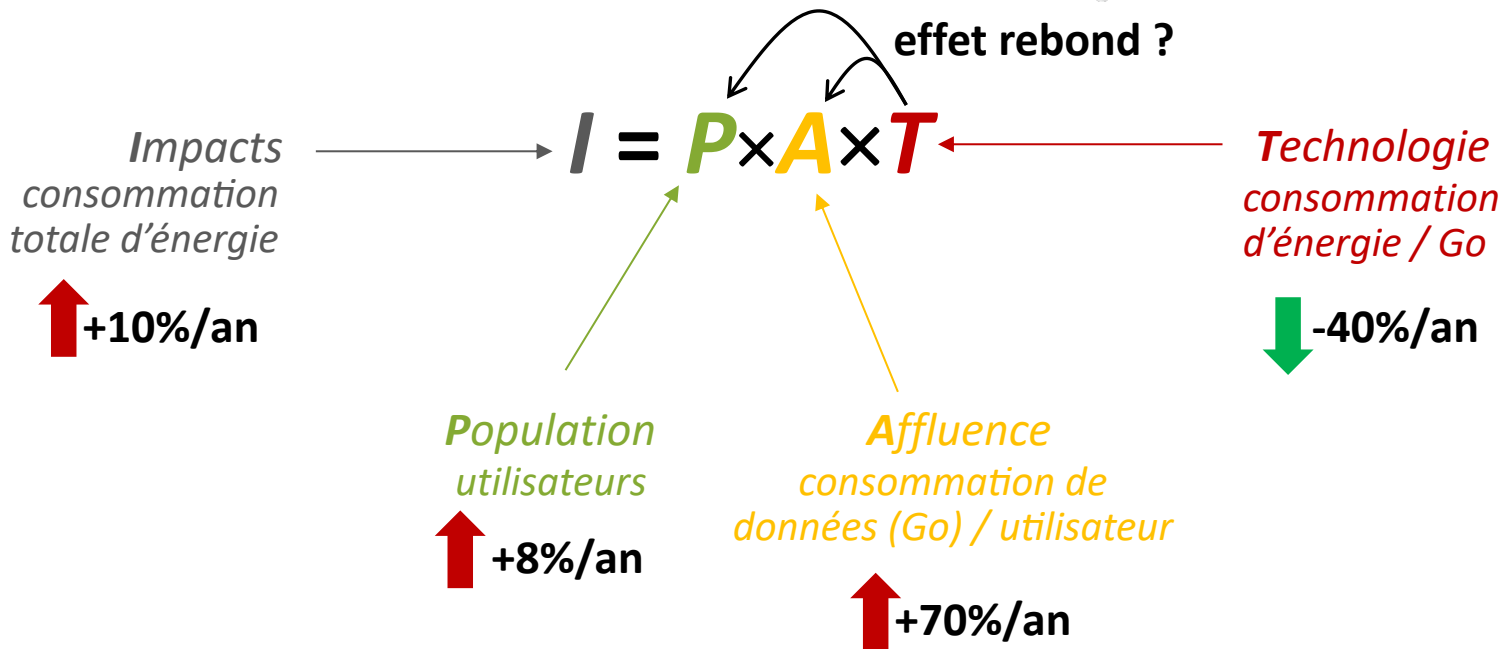 effet rebond ?
I = P×A×T
Impacts
consommation
totale d'énergie
+10%/an
Technologie
consommation
d'énergie / Go
-40%/an
Population
utilisateurs
+8%/an
Affluence
consommation de
données (Go) / utilisateur
+70%/an